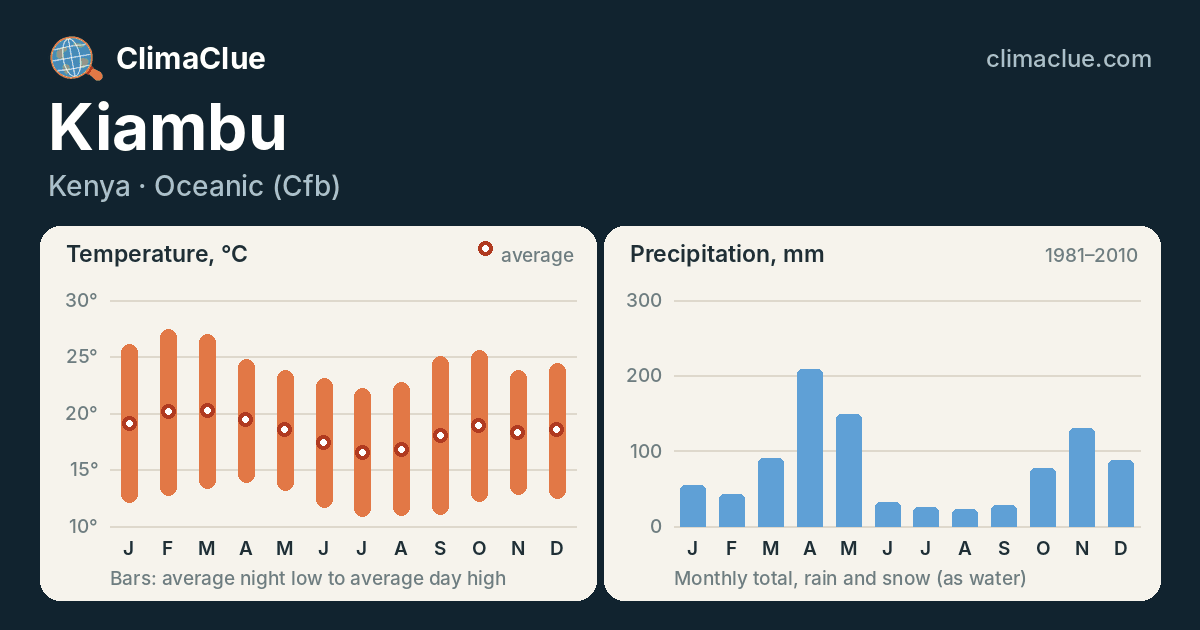 ClimaClue
climaclue.com
Kiambu
Kenya · Oceanic (Cfb)
Temperature, °C
average
30°
25°
20°
15°
10°
J F M A M J J A S O N D
Bars: average night low to average day high
Precipitation, mm
1981–2010
300
200
100
0
J F M A M J J A S O N D
Monthly total, rain and snow (as water)